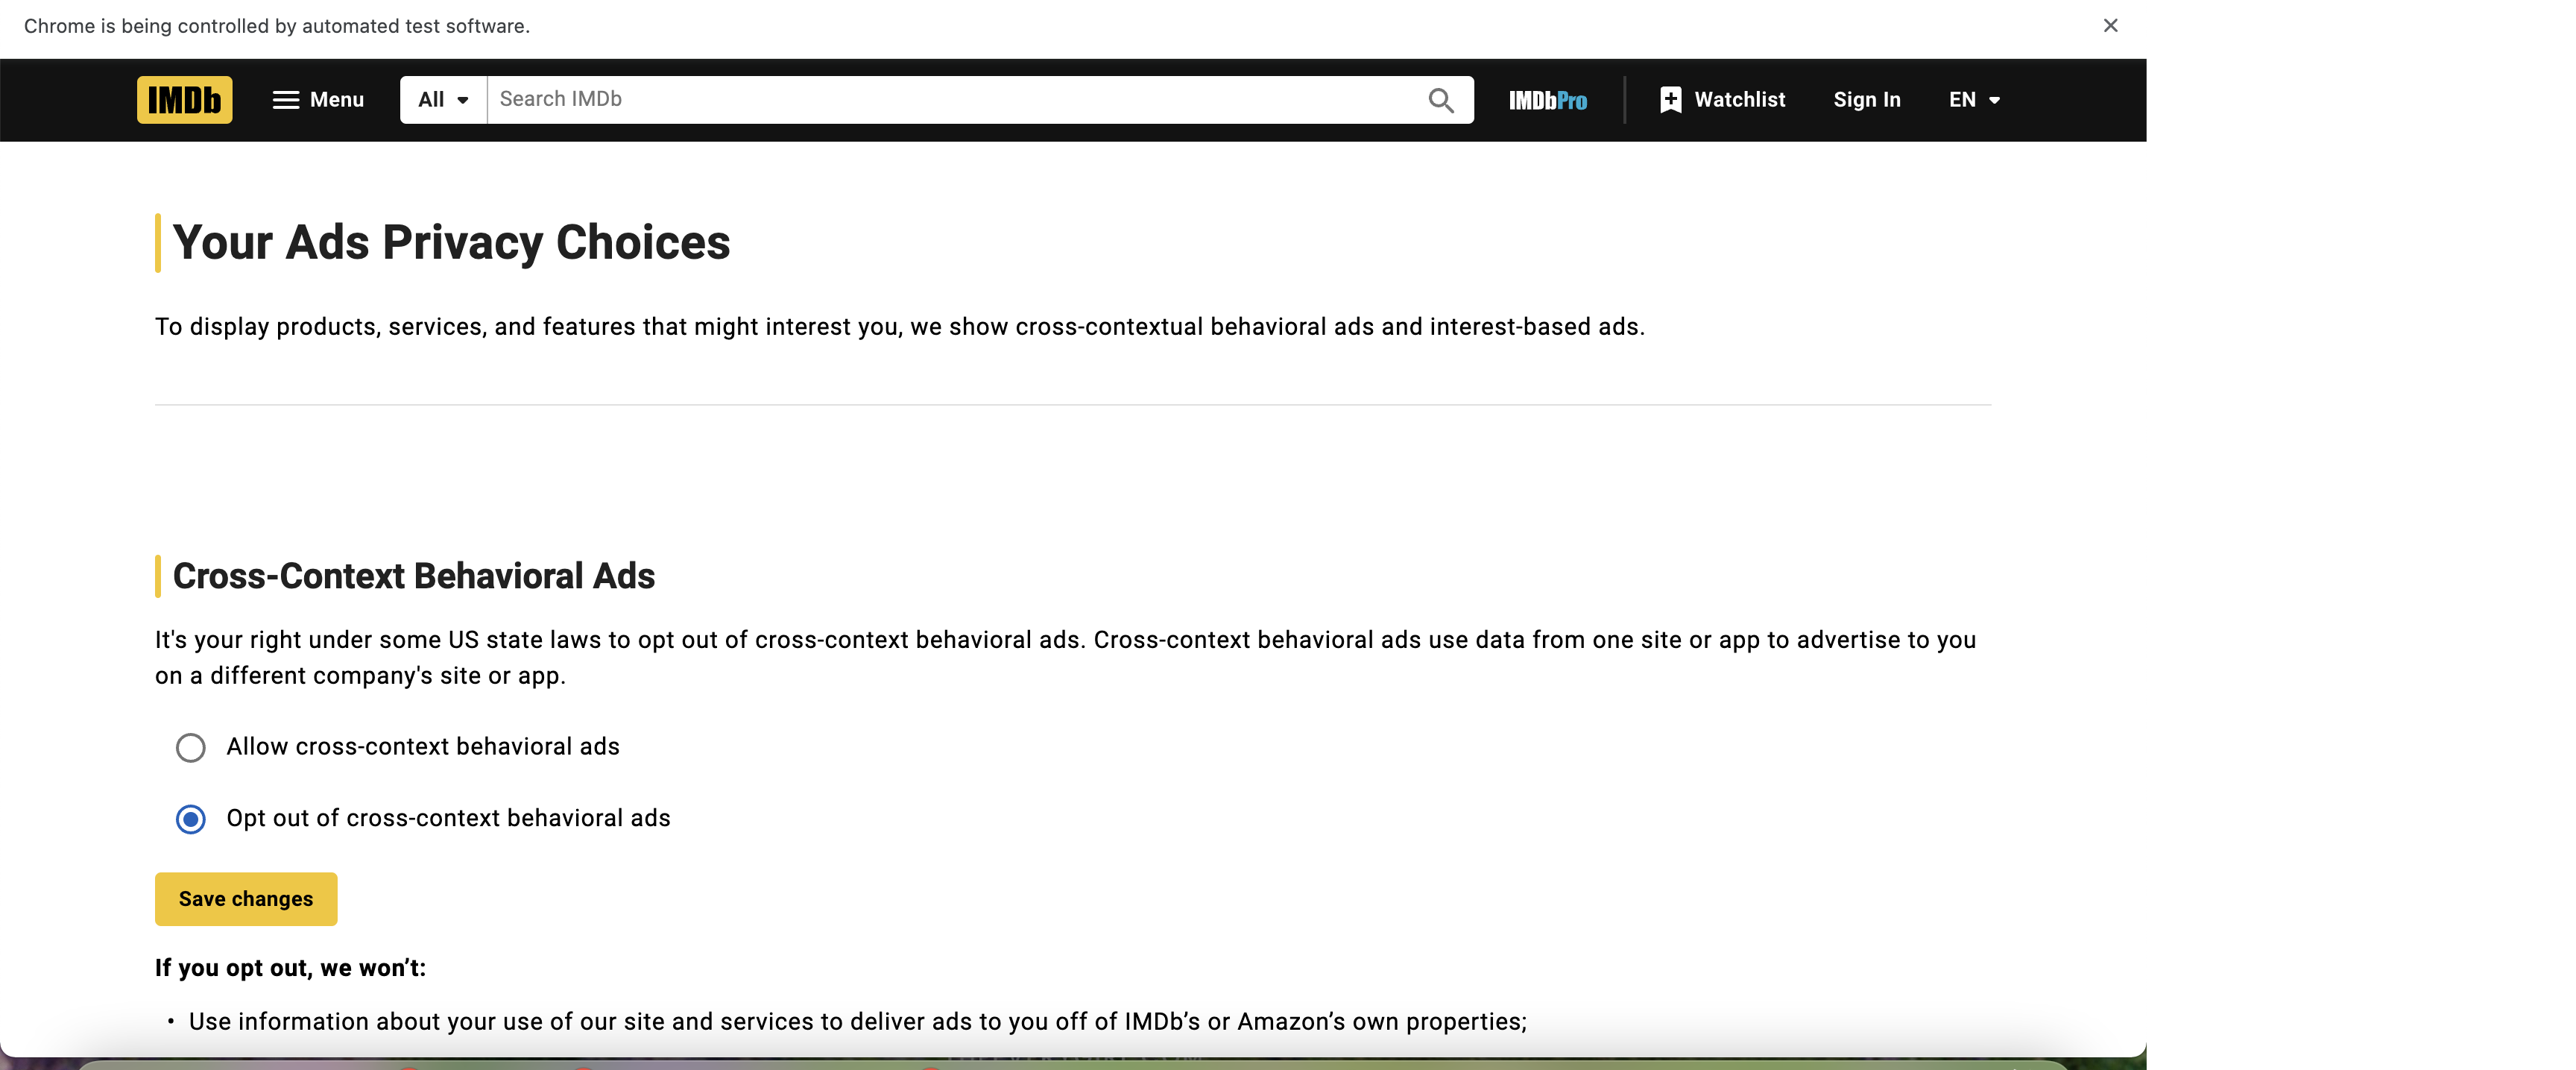 Chrome is being controlled by automated test software.
IMDb Menu All Search IMDb IMDbPro Watchlist Sign In EN
Your Ads Privacy Choices
To display products, services, and features that might interest you, we show cross-contextual behavioral ads and interest-based ads.
Cross-Context Behavioral Ads
It's your right under some US state laws to opt out of cross-context behavioral ads. Cross-context behavioral ads use data from one site or app to advertise to you
on a different company's site or app.
Allow cross-context behavioral ads
Opt out of cross-context behavioral ads
Save changes
If you opt out, we won’t:
• Use information about your use of our site and services to deliver ads to you off of IMDb’s or Amazon’s own properties;